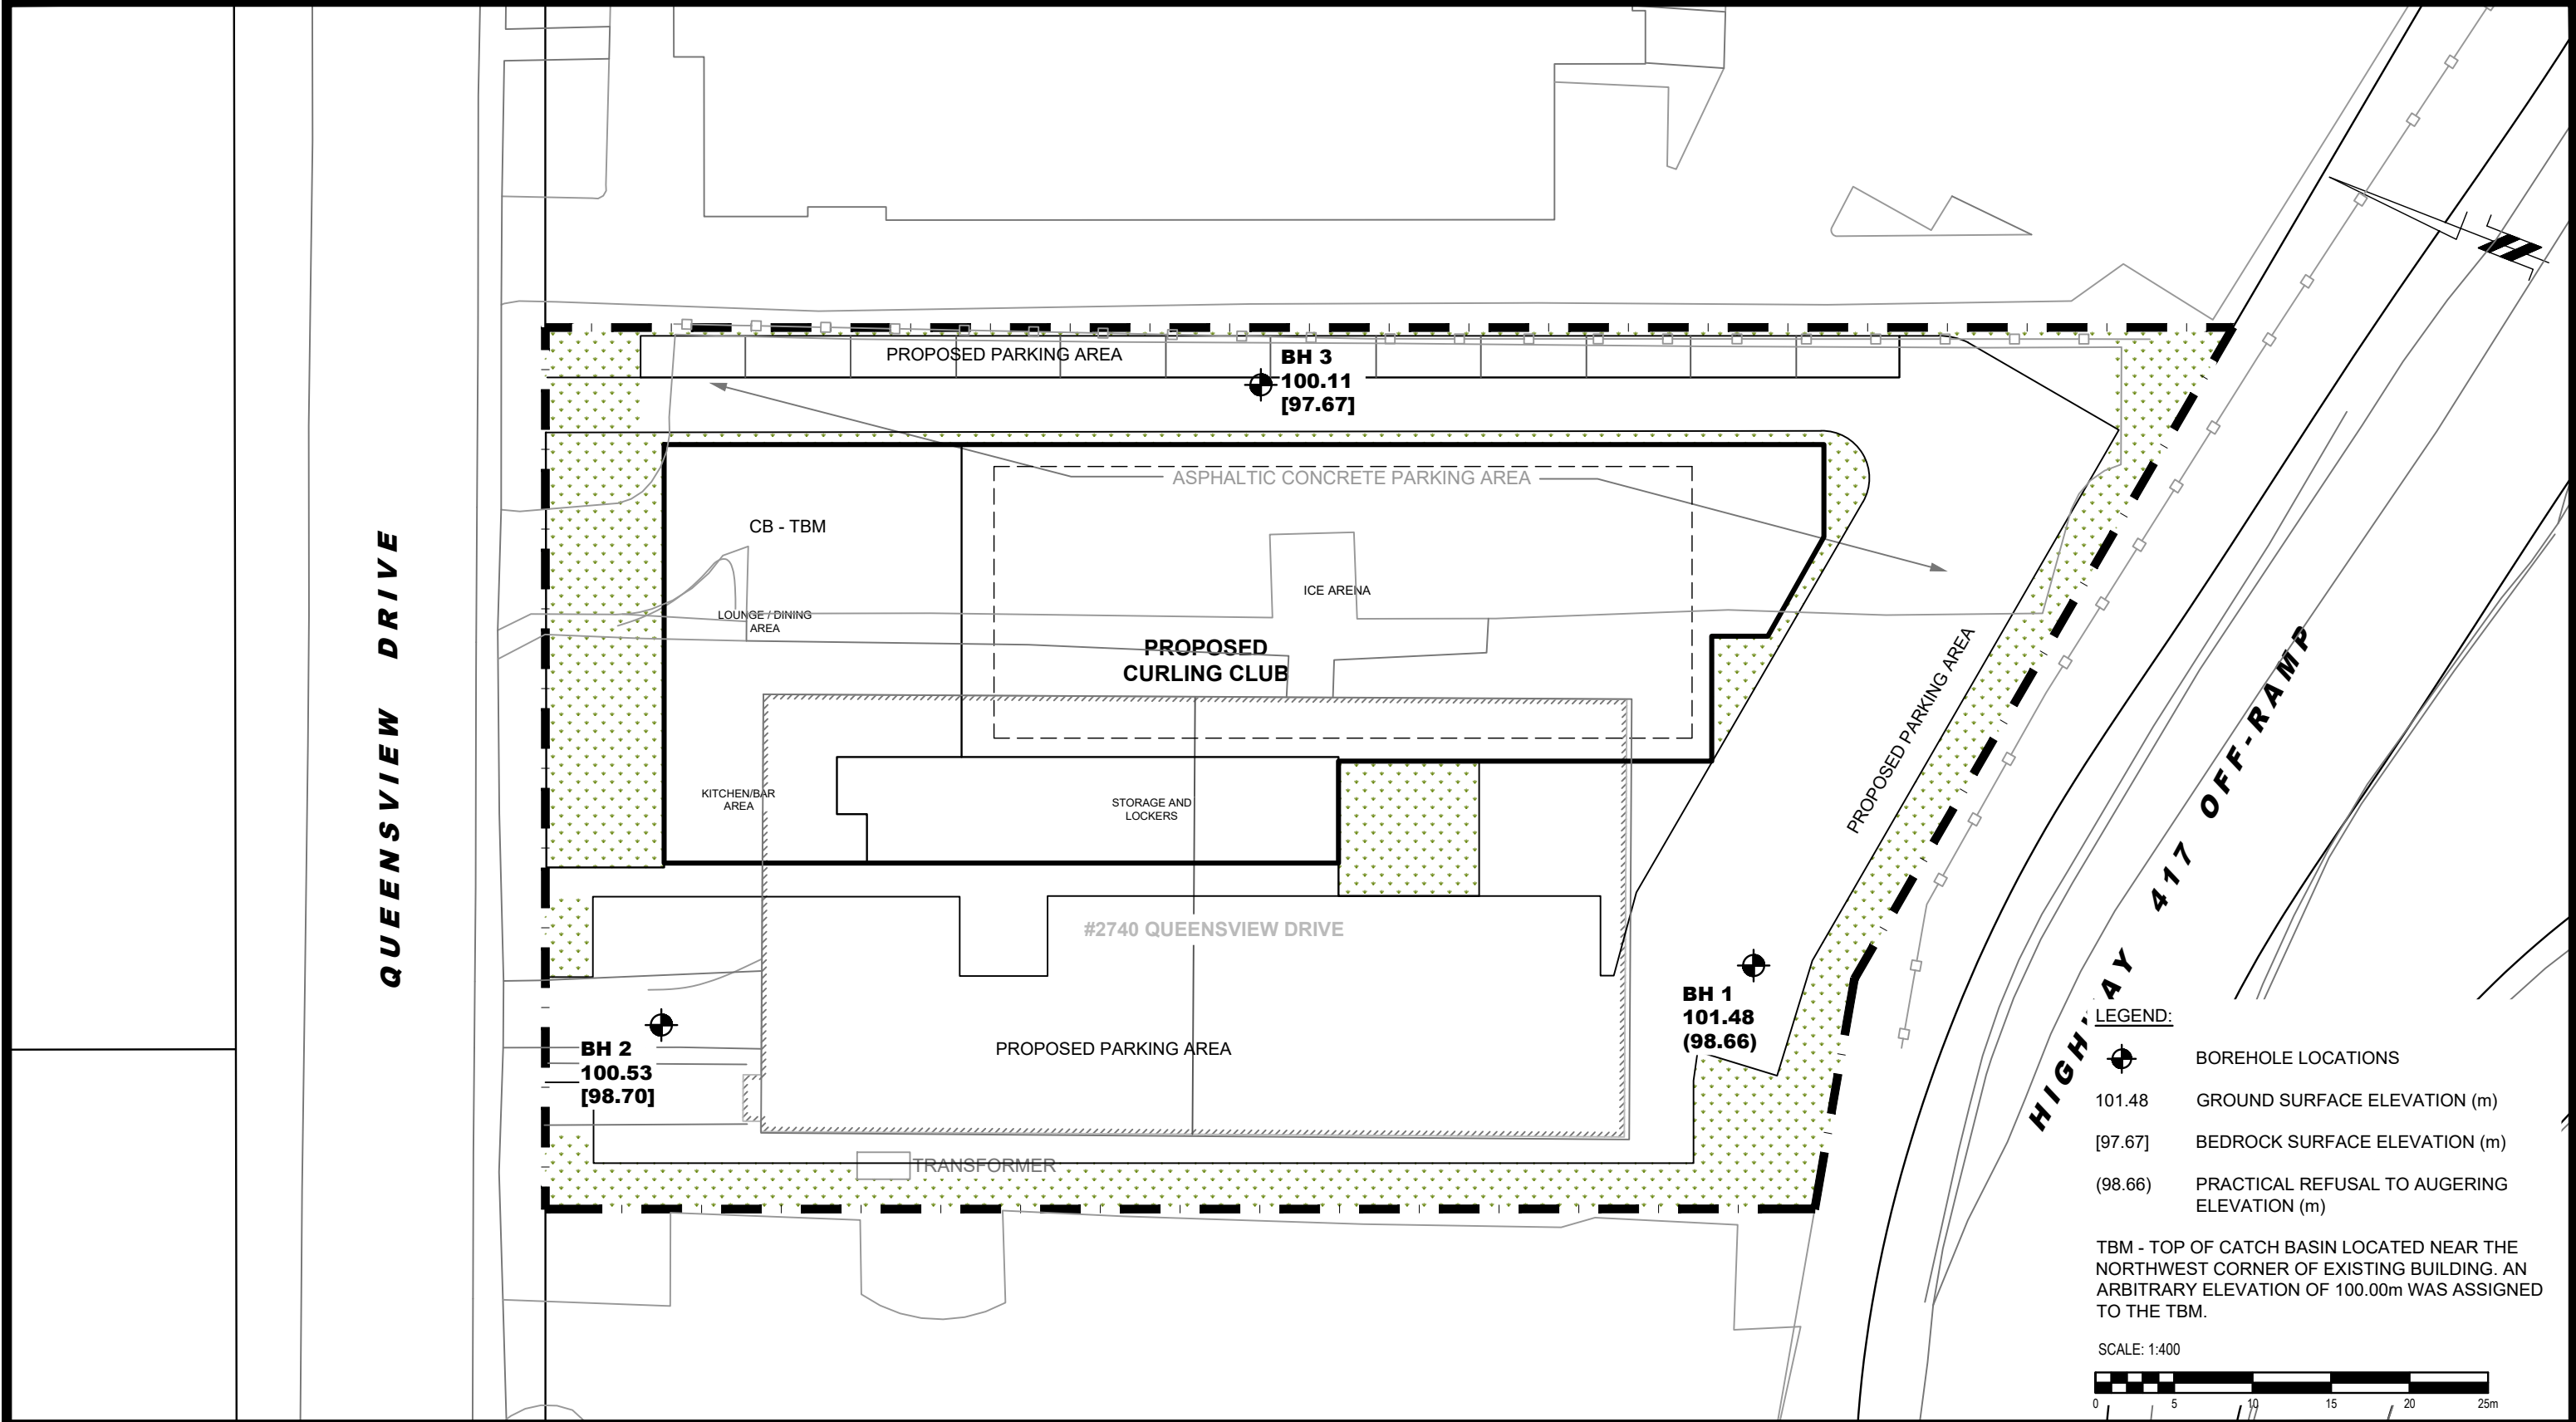 PROPOSED PARKING AREA
BH 3
100.11
[97.67]
ASPHALTIC CONCRETE PARKING AREA
CB - TBM
ICE ARENA
LOUNGE / DINING
AREA
PROPOSED
CURLING CLUB
QUEENSVIEW DRIVE
KITCHEN/BAR
AREA
STORAGE AND
LOCKERS
PROPOSED PARKING AREA
HIGHWAY 417 OFF-RAMP
#2740 QUEENSVIEW DRIVE
BH 1
101.48
(98.66)
BH 2
100.53
[98.70]
PROPOSED PARKING AREA
TRANSFORMER
LEGEND:
BOREHOLE LOCATIONS
101.48 GROUND SURFACE ELEVATION (m)
[97.67] BEDROCK SURFACE ELEVATION (m)
(98.66) PRACTICAL REFUSAL TO AUGERING
ELEVATION (m)
TBM - TOP OF CATCH BASIN LOCATED NEAR THE
NORTHWEST CORNER OF EXISTING BUILDING. AN
ARBITRARY ELEVATION OF 100.00m WAS ASSIGNED
TO THE TBM.
SCALE: 1:400
0 5 10 15 20 25m